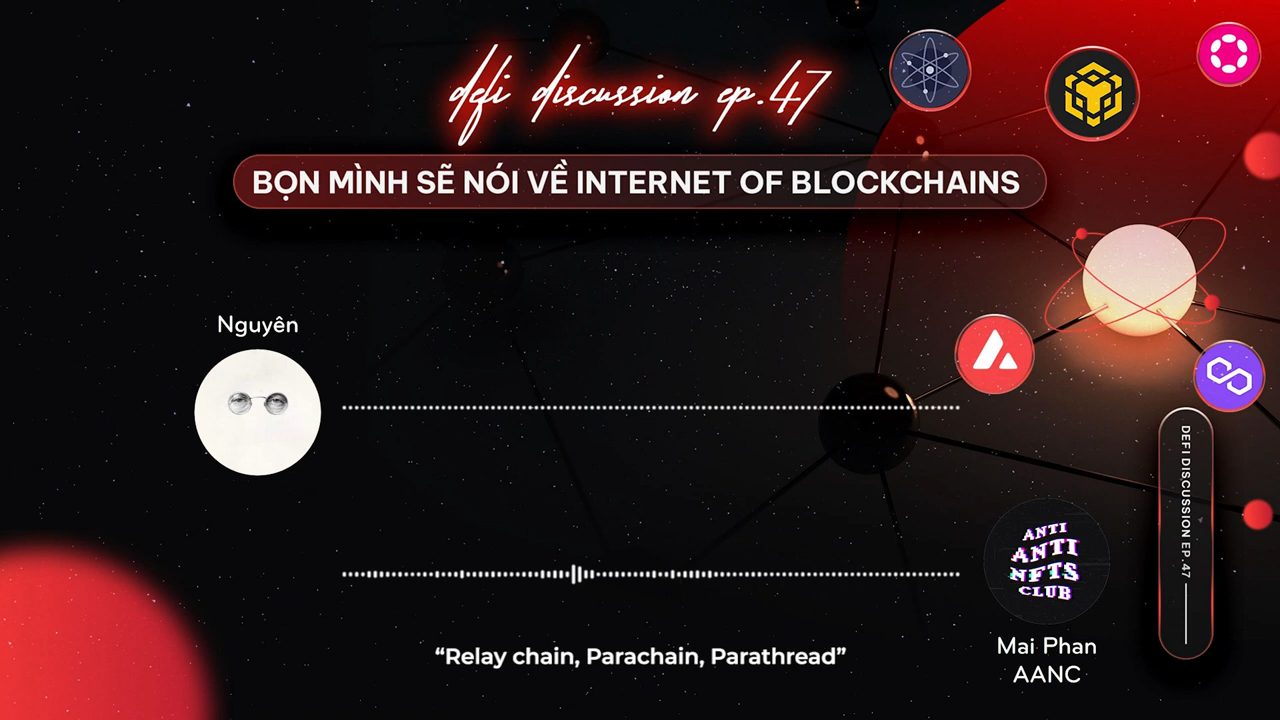 defi discussion ep.47
BỌN MÌNH SẼ NÓI VỀ INTERNET OF BLOCKCHAINS
Nguyên
DEFI DISCUSSION EP.47
ANTI
ANTI
NFTS
CLUB
Mai Phan
AANC
“Relay chain, Parachain, Parathread”